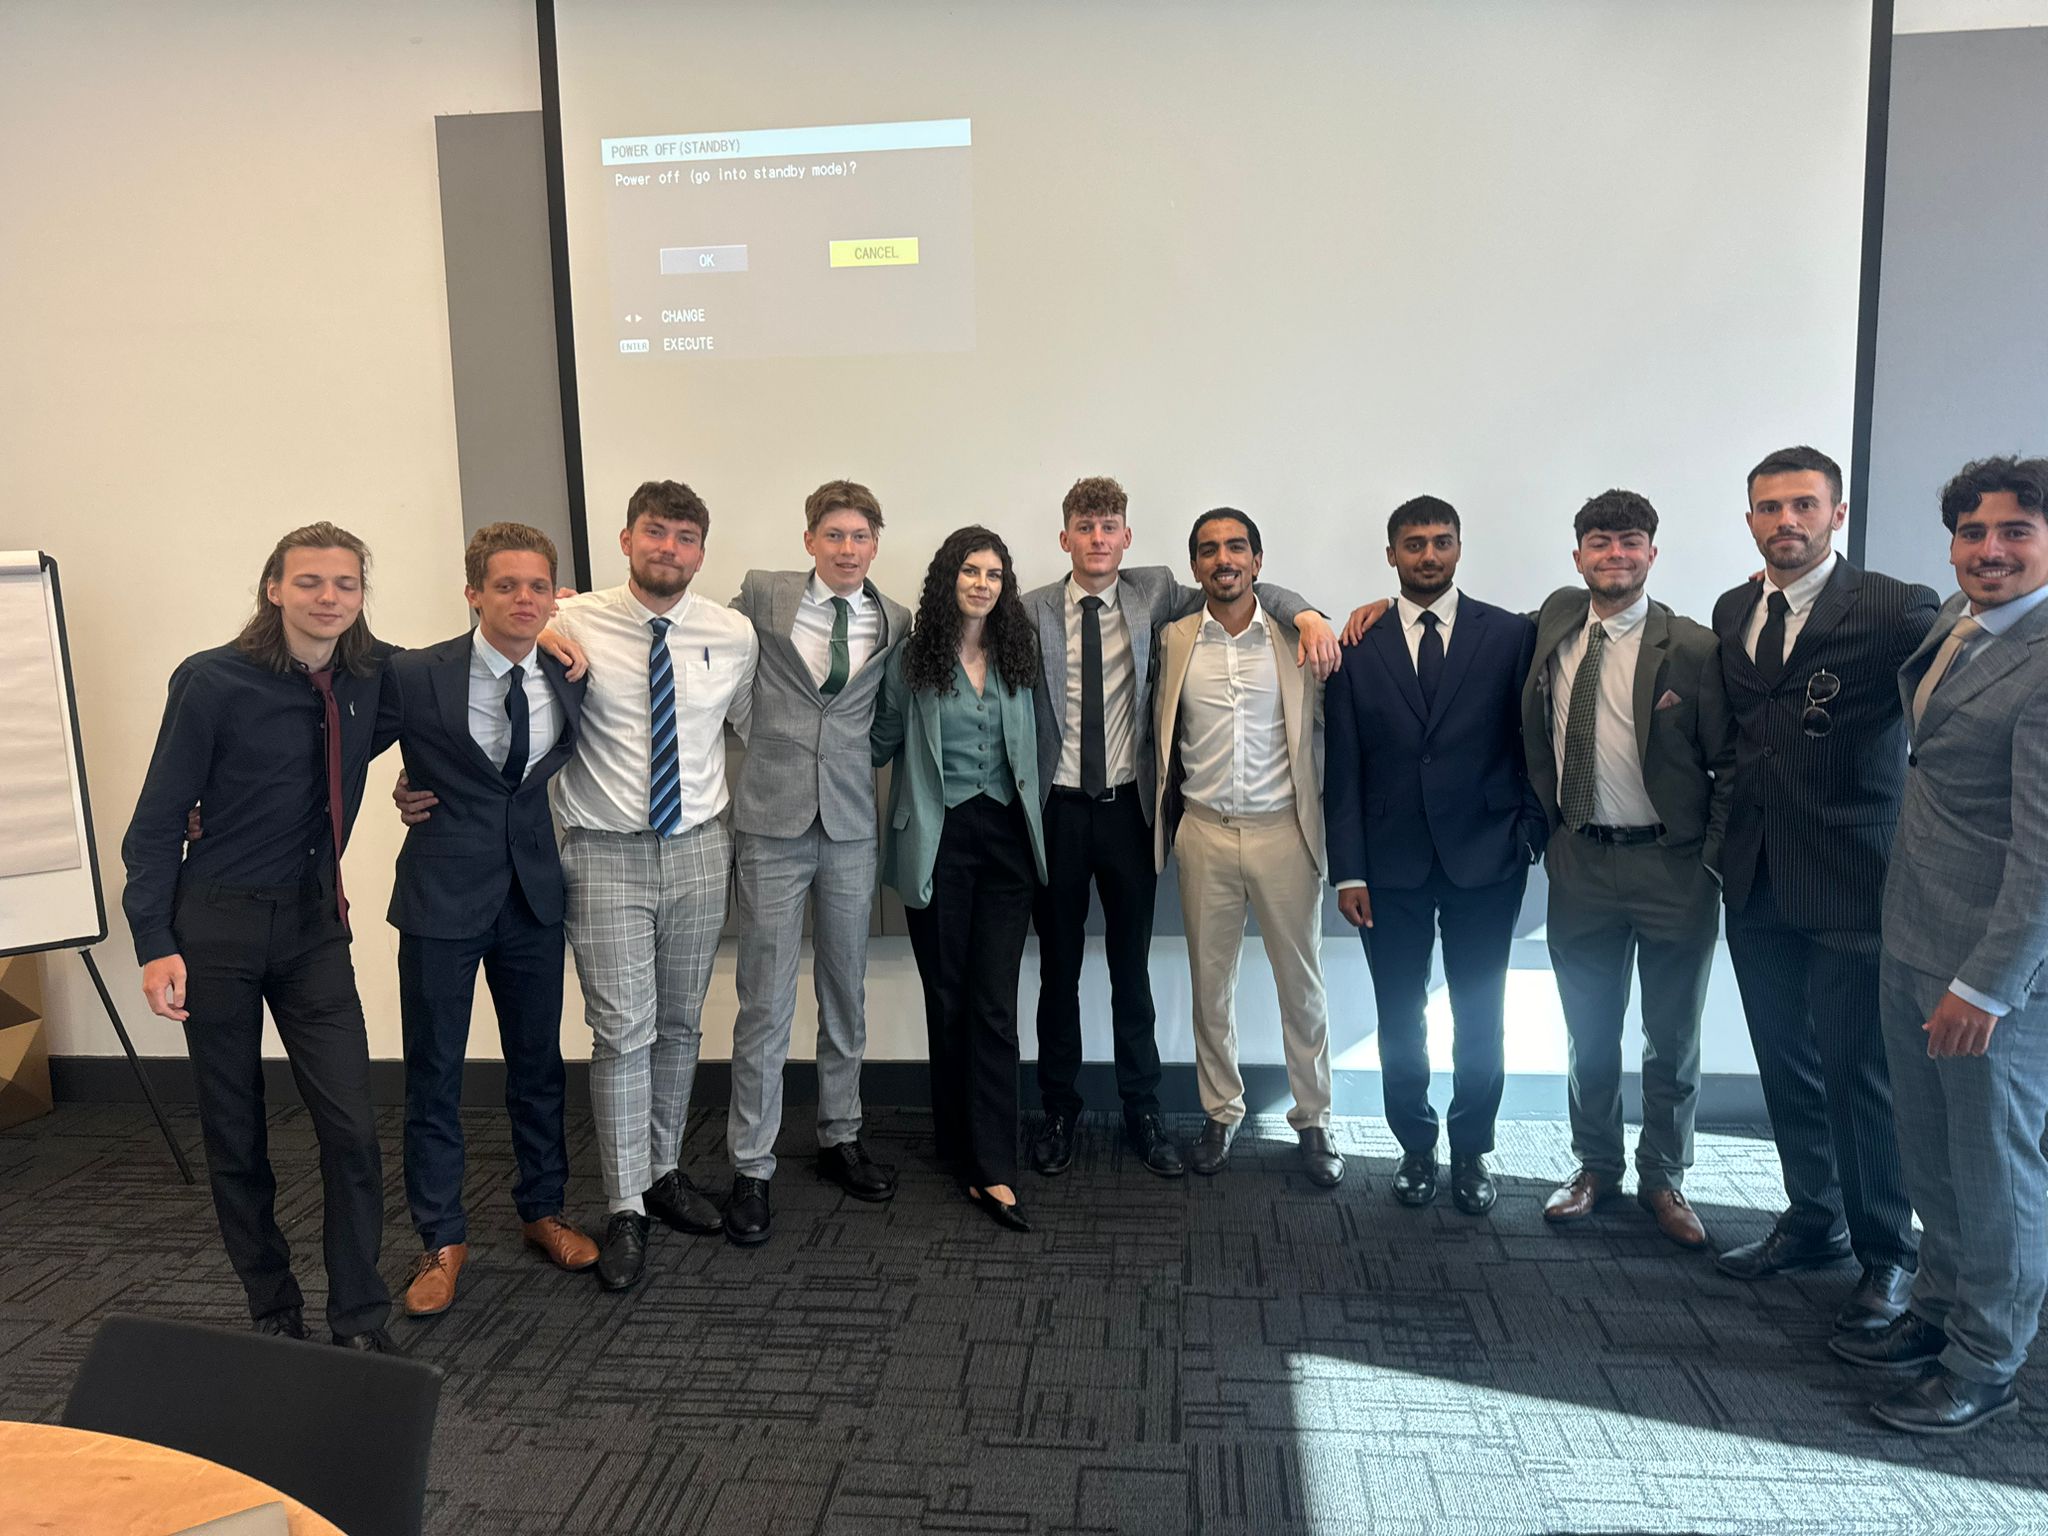 POWER OFF(STANDBY)
Power off (go into standby mode)?
OK CANCEL
CHANGE
ENTER EXECUTE